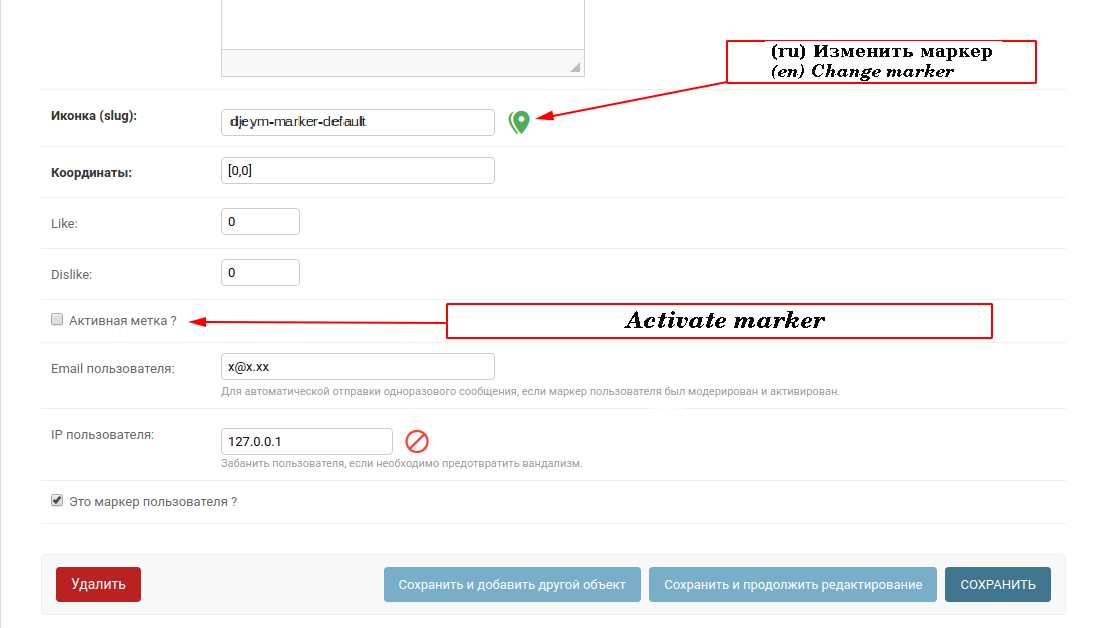 (ru) Изменить маркер
(en) Change marker
Иконка (slug):
djeym-marker-default
Координаты:
[0,0]
Like:
0
Dislike:
0
Активная метка ?
Activate marker
Email пользователя:
x@x.xx
Для автоматической отправки одноразового сообщения, если маркер пользователя был модерирован и активирован.
IP пользователя:
127.0.0.1
Забанить пользователя, если необходимо предотвратить вандализм.
Это маркер пользователя ?
Удалить
Сохранить и добавить другой объект
Сохранить и продолжить редактирование
СОХРАНИТЬ